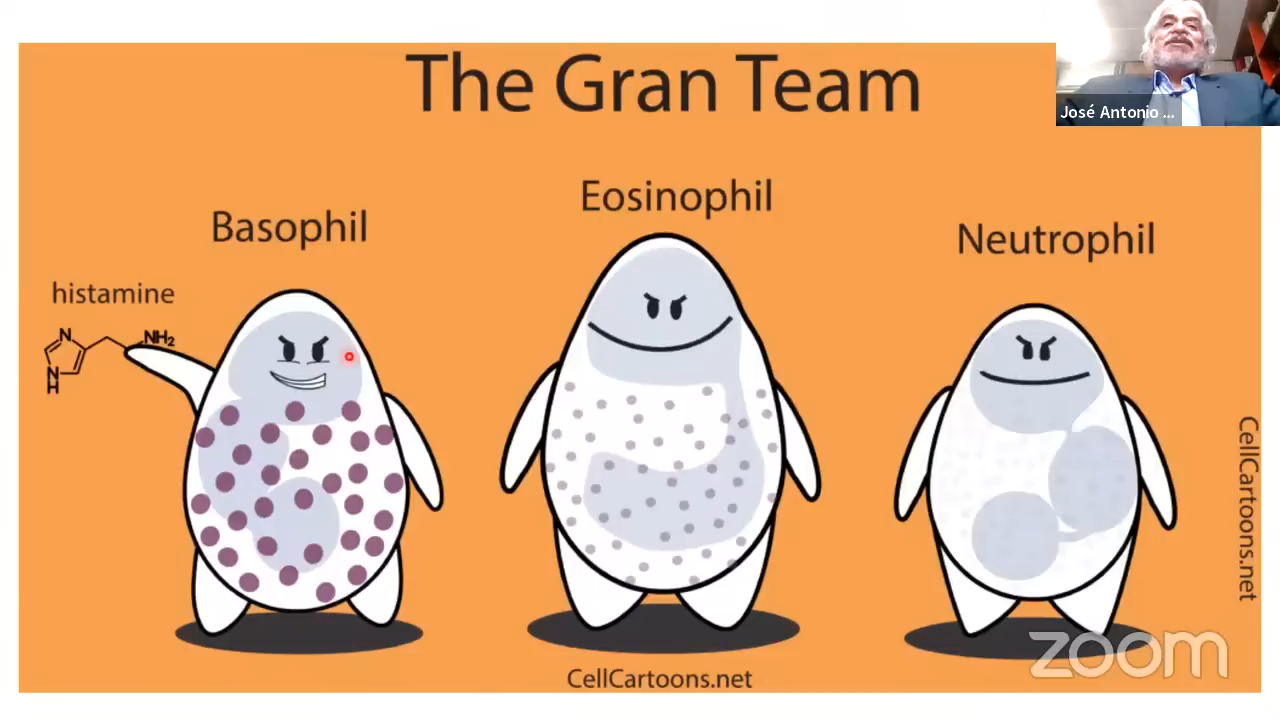 The Gran Team
José Antonio ...
Eosinophil
Basophil
Neutrophil
histamine
N
NH₂
N
H
CellCartoons.net
zoom
CellCartoons.net